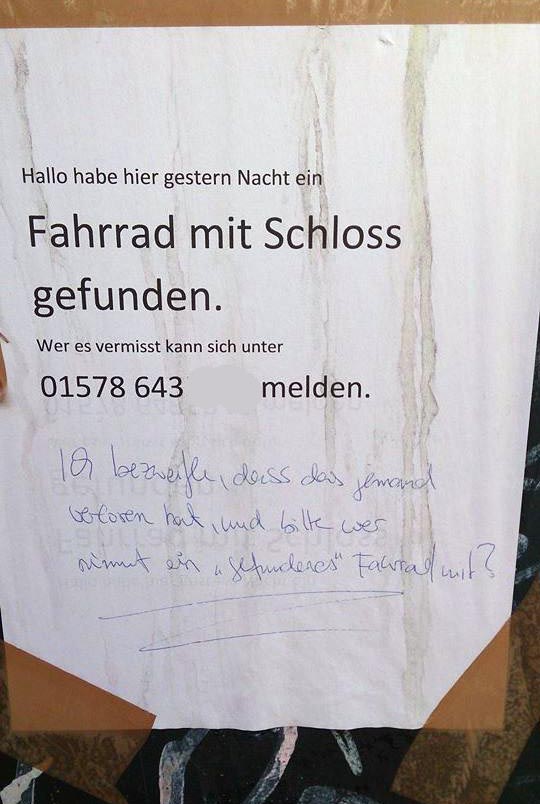 Hallo habe hier gestern Nacht ein
Fahrrad mit Schloss
gefunden.
Wer es vermisst kann sich unter
01578 643 melden.
Ich bezweifle, dass das jemand
verloren hat, und bitte wer
nimmt ein „gefundenes“ Fahrrad mit?